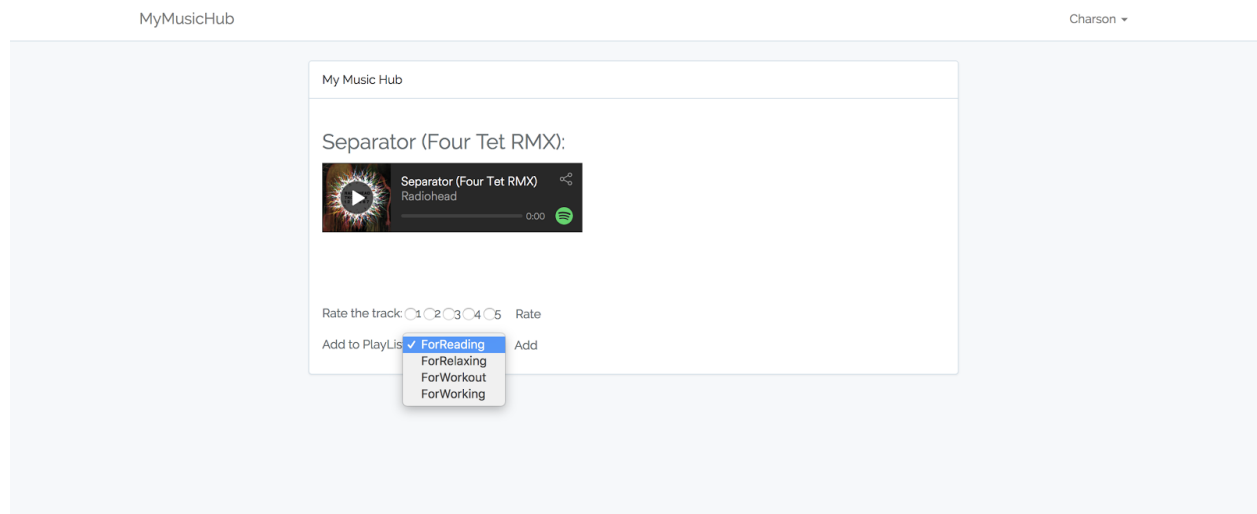 MyMusicHub Charson
My Music Hub
Separator (Four Tet RMX):
Separator (Four Tet RMX)
Radiohead
0:00
Rate the track: 1 2 3 4 5 Rate
Add to PlayLis ✓ ForReading Add
ForRelaxing
ForWorkout
ForWorking